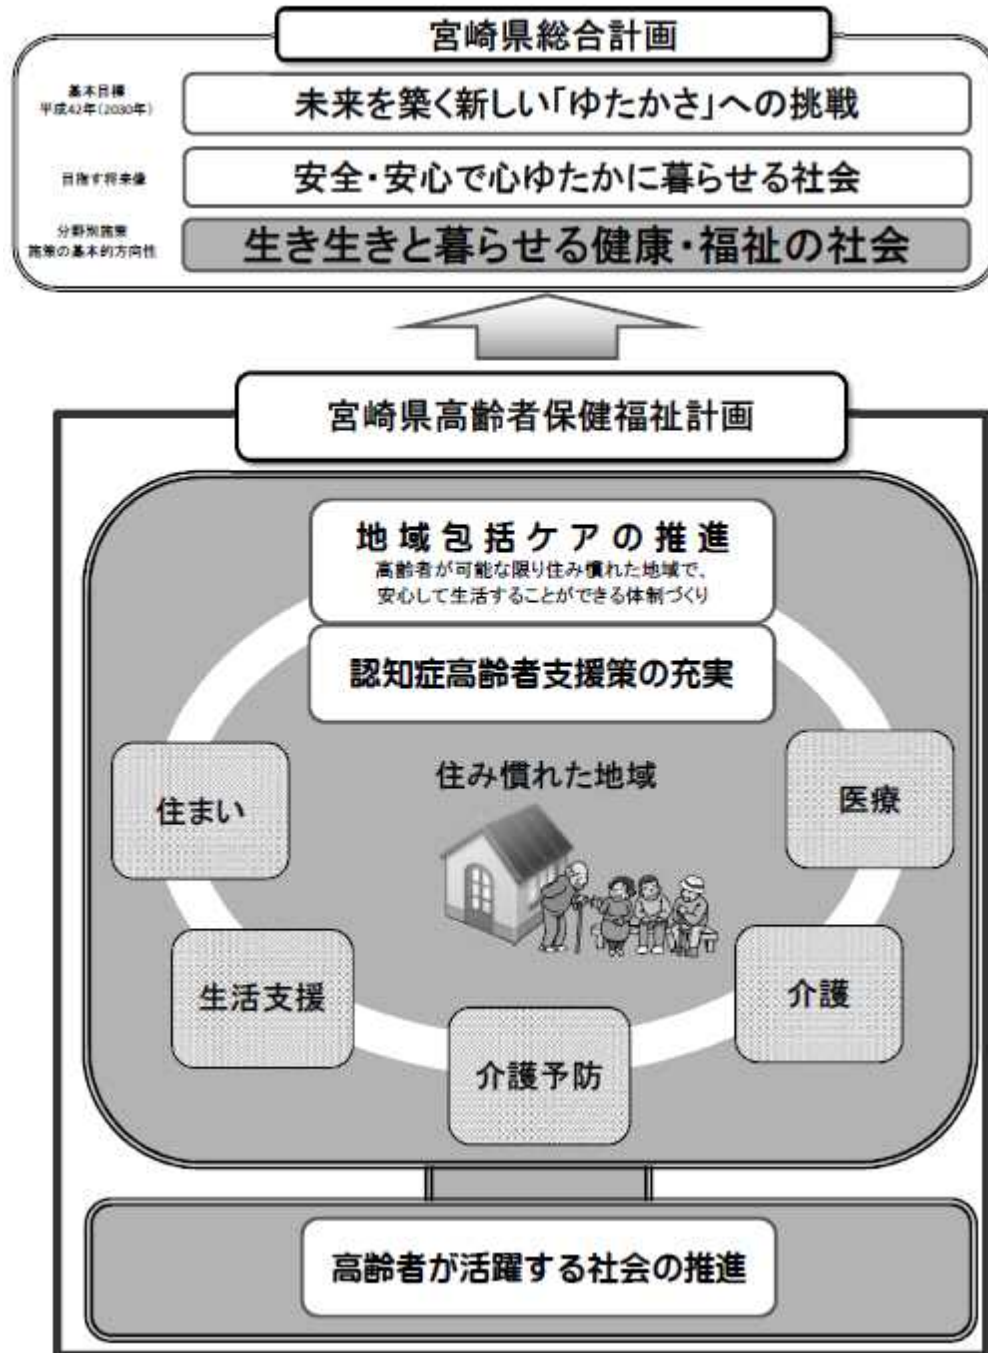 宮崎県総合計画
基本目標
平成42年(2030年)
未来を築く新しい「ゆたかさ」への挑戦
目指す将来像
安全・安心で心ゆたかに暮らせる社会
分野別施策
施策の基本的方向性
生き生きと暮らせる健康・福祉の社会
宮崎県高齢者保健福祉計画
地域包括ケアの推進
高齢者が可能な限り住み慣れた地域で、
安心して生活することができる体制づくり
認知症高齢者支援策の充実
住み慣れた地域
住まい
医療
生活支援
介護
介護予防
高齢者が活躍する社会の推進